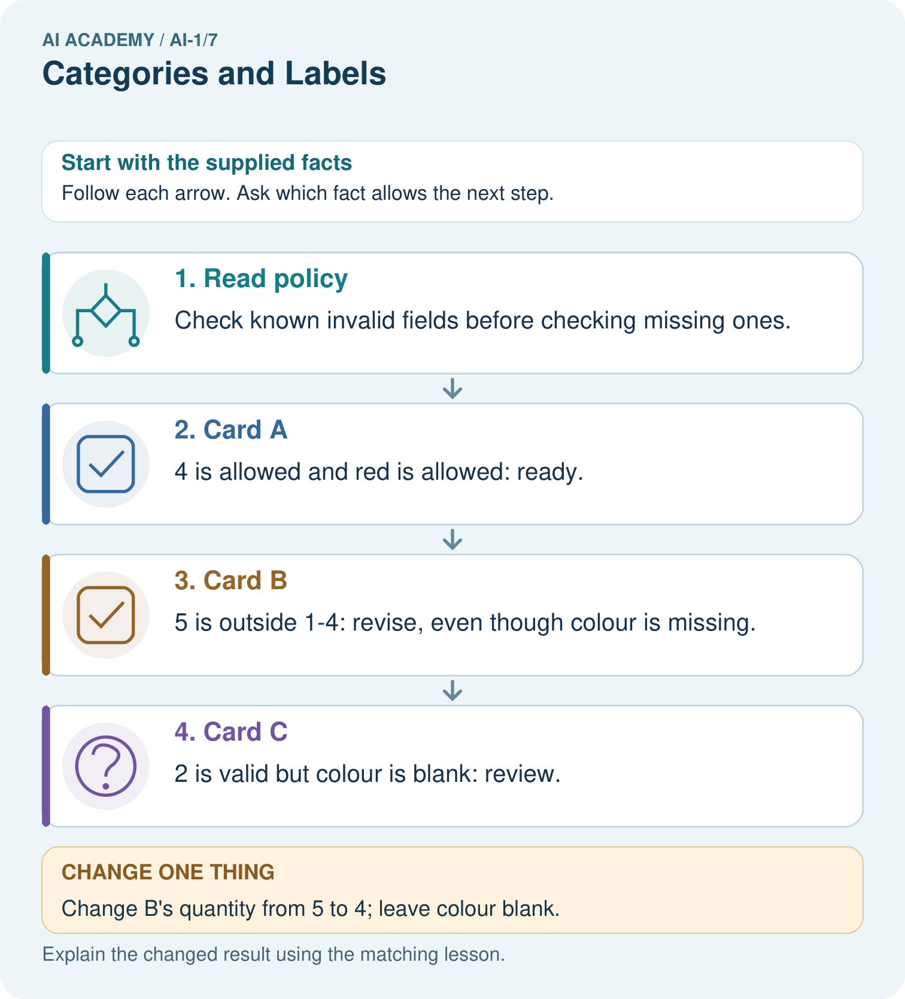 AI ACADEMY / AI-1/7
Categories and Labels
Start with the supplied facts
Follow each arrow. Ask which fact allows the next step.
1. Read policy
Check known invalid fields before checking missing ones.
2. Card A
4 is allowed and red is allowed: ready.
3. Card B
5 is outside 1-4: revise, even though colour is missing.
4. Card C
2 is valid but colour is blank: review.
CHANGE ONE THING
Change B's quantity from 5 to 4; leave colour blank.
Explain the changed result using the matching lesson.